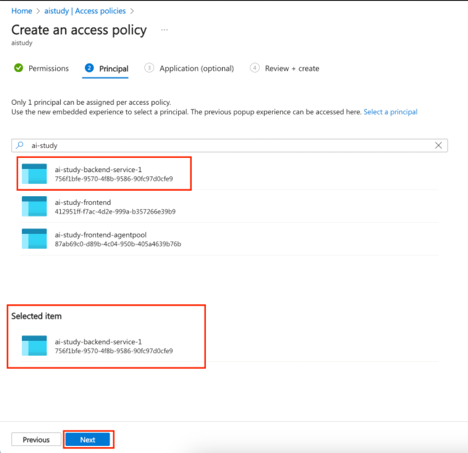 Home > aistudy | Access policies >
Create an access policy ...
aistudy
Permissions 2 Principal 3 Application (optional) 4 Review + create
Only 1 principal can be assigned per access policy.
Use the new embedded experience to select a principal. The previous popup experience can be accessed here. Select a principal
ai-study
ai-study-backend-service-1
756f1bfe-9570-4f8b-9586-90fc97d0cfe9
ai-study-frontend
412951ff-f7ac-4d2e-999a-b357266e39b9
ai-study-frontend-agentpool
87ab69c0-d89b-4c04-950b-405a4639b76b
Selected item
ai-study-backend-service-1
756f1bfe-9570-4f8b-9586-90fc97d0cfe9
Previous Next